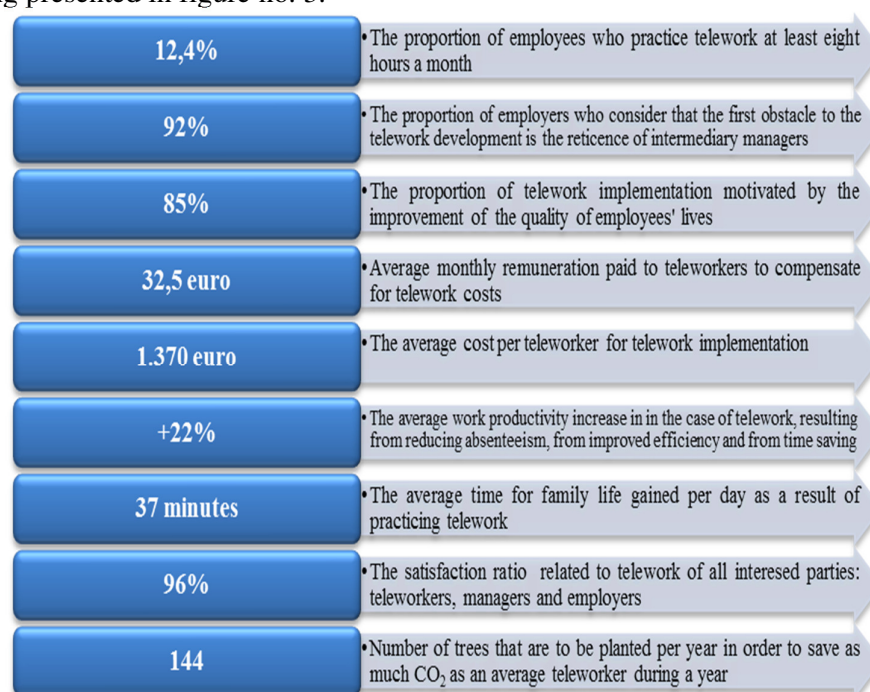 12,4%
•The proportion of employees who practice telework at least eight
hours a month
92%
•The proportion of employers who consider that the first obstacle to the
telework development is the reticence of intermediary managers
85%
•The proportion of telework implementation motivated by the
improvement of the quality of employees' lives
32,5 euro
•Average monthly remuneration paid to teleworkers to compensate
for telework costs
1.370 euro
•The average cost per teleworker for telework implementation
+22%
•The average work productivity increase in in the case of telework, resulting
from reducing absenteeism, from improved efficiency and from time saving
37 minutes
•The average time for family life gained per day as a result of
practicing telework
96%
•The satisfaction ratio related to telework of all interesed parties:
teleworkers, managers and employers
144
•Number of trees that are to be planted per year in order to save as
much CO₂ as an average teleworker during a year